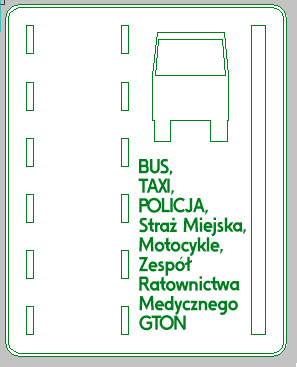 BUS,
TAXI,
POLICJA,
Straż Miejska,
Motocykle,
Zespół
Ratownictwa
Medycznego
GTON